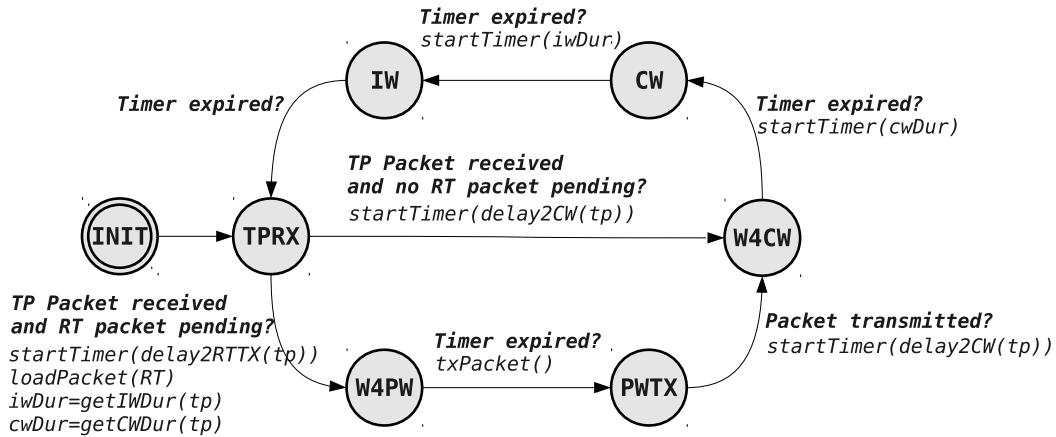 Timer expired?
startTimer(iwDur)
IW
CW
Timer expired?
Timer expired?
startTimer(cwDur)
TP Packet received
and no RT packet pending?
startTimer(delay2CW(tp))
INIT
TPRX
W4CW
TP Packet received
and RT packet pending?
startTimer(delay2RTTX(tp))
loadPacket(RT)
iwDur=getIWDur(tp)
cwDur=getCWDur(tp)
Timer expired?
txPacket()
Packet transmitted?
startTimer(delay2CW(tp))
W4PW
PWTX